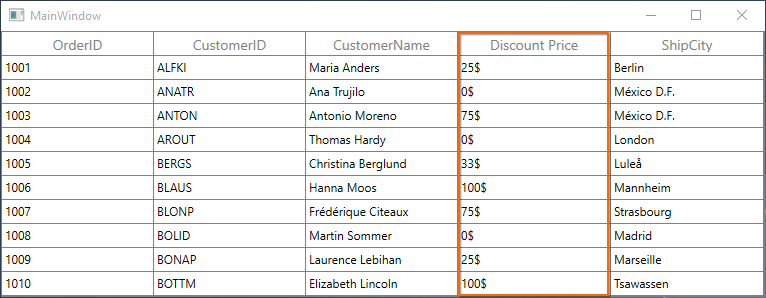 MainWindow
OrderID CustomerID CustomerName Discount Price ShipCity
1001 ALFKI Maria Anders 25$ Berlin
1002 ANATR Ana Trujilo 0$ México D.F.
1003 ANTON Antonio Moreno 75$ México D.F.
1004 AROUT Thomas Hardy 0$ London
1005 BERGS Christina Berglund 33$ Luleå
1006 BLAUS Hanna Moos 100$ Mannheim
1007 BLONP Frédérique Citeaux 75$ Strasbourg
1008 BOLID Martin Sommer 0$ Madrid
1009 BONAP Laurence Lebihan 25$ Marseille
1010 BOTTM Elizabeth Lincoln 100$ Tsawassen